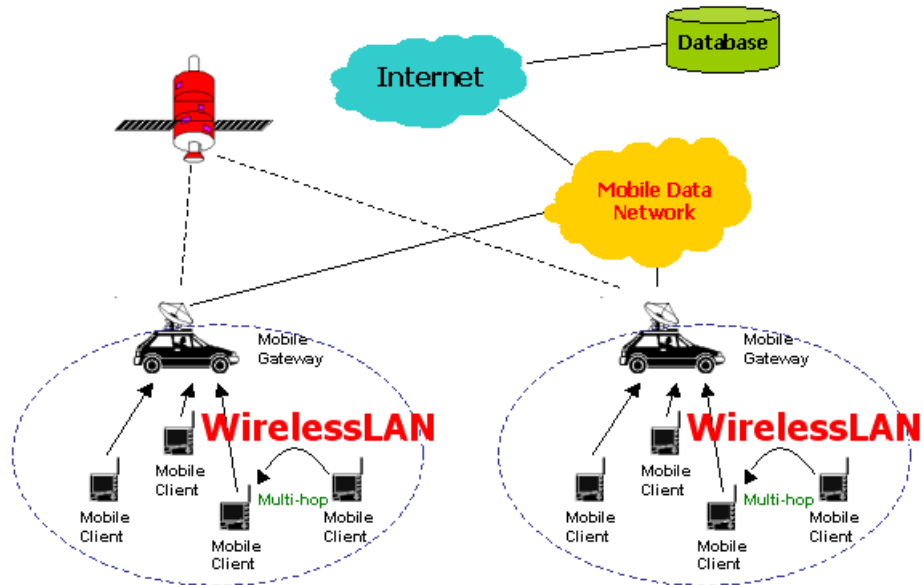 Database
Internet
Mobile Data
Network
Mobile
Gateway
WirelessLAN
Mobile
Client
Mobile
Client
Multi-hop
Mobile
Client
Mobile
Client
Mobile
Gateway
WirelessLAN
Mobile
Client
Mobile
Client
Multi-hop
Mobile
Client
Mobile
Client